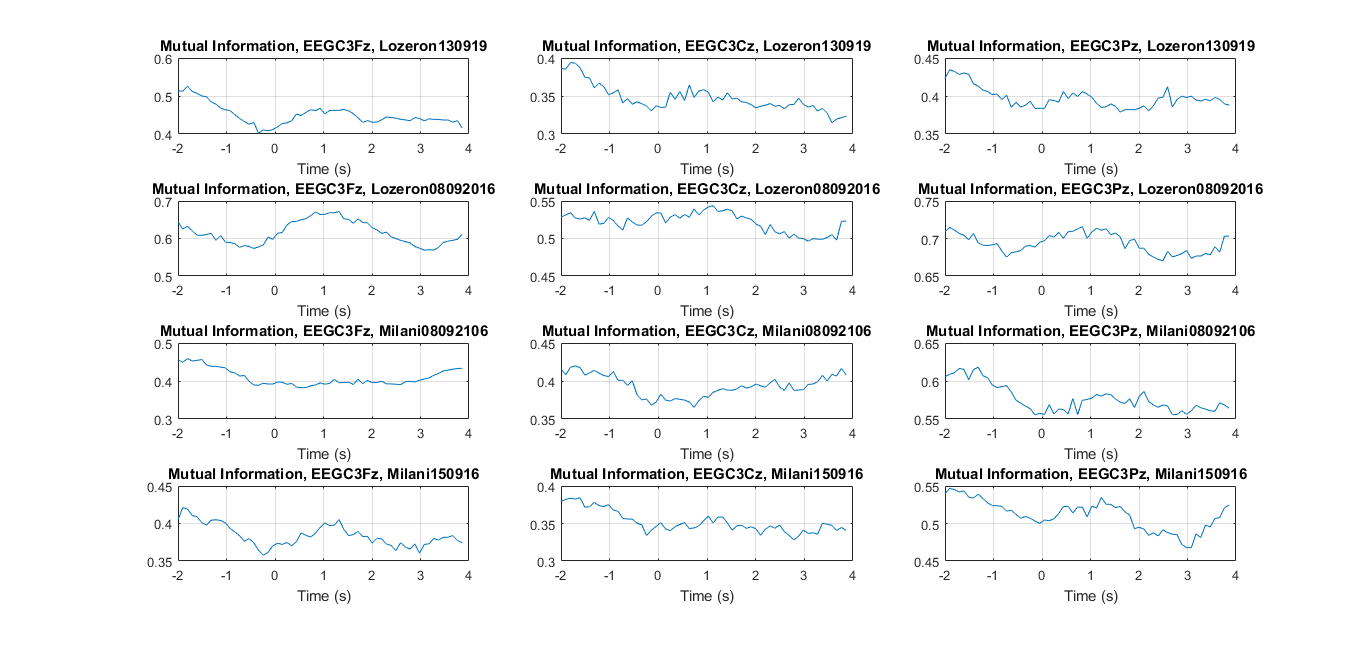 Mutual Information, EEGC3Fz, Lozeron130919
0.6
0.5
0.4
-2 -1 0 1 2 3 4
Time (s)
Mutual Information, EEGC3Cz, Lozeron130919
0.4
0.35
0.3
-2 -1 0 1 2 3 4
Time (s)
Mutual Information, EEGC3Pz, Lozeron130919
0.45
0.4
0.35
-2 -1 0 1 2 3 4
Time (s)
Mutual Information, EEGC3Fz, Lozeron08092016
0.7
0.6
0.5
-2 -1 0 1 2 3 4
Time (s)
Mutual Information, EEGC3Cz, Lozeron08092016
0.55
0.5
0.45
-2 -1 0 1 2 3 4
Time (s)
Mutual Information, EEGC3Pz, Lozeron08092016
0.75
0.7
0.65
-2 -1 0 1 2 3 4
Time (s)
Mutual Information, EEGC3Fz, Milani08092106
0.5
0.4
0.3
-2 -1 0 1 2 3 4
Time (s)
Mutual Information, EEGC3Cz, Milani08092106
0.45
0.4
0.35
-2 -1 0 1 2 3 4
Time (s)
Mutual Information, EEGC3Pz, Milani08092106
0.65
0.6
0.55
-2 -1 0 1 2 3 4
Time (s)
Mutual Information, EEGC3Fz, Milani150916
0.45
0.4
0.35
-2 -1 0 1 2 3 4
Time (s)
Mutual Information, EEGC3Cz, Milani150916
0.4
0.35
0.3
-2 -1 0 1 2 3 4
Time (s)
Mutual Information, EEGC3Pz, Milani150916
0.55
0.5
0.45
-2 -1 0 1 2 3 4
Time (s)